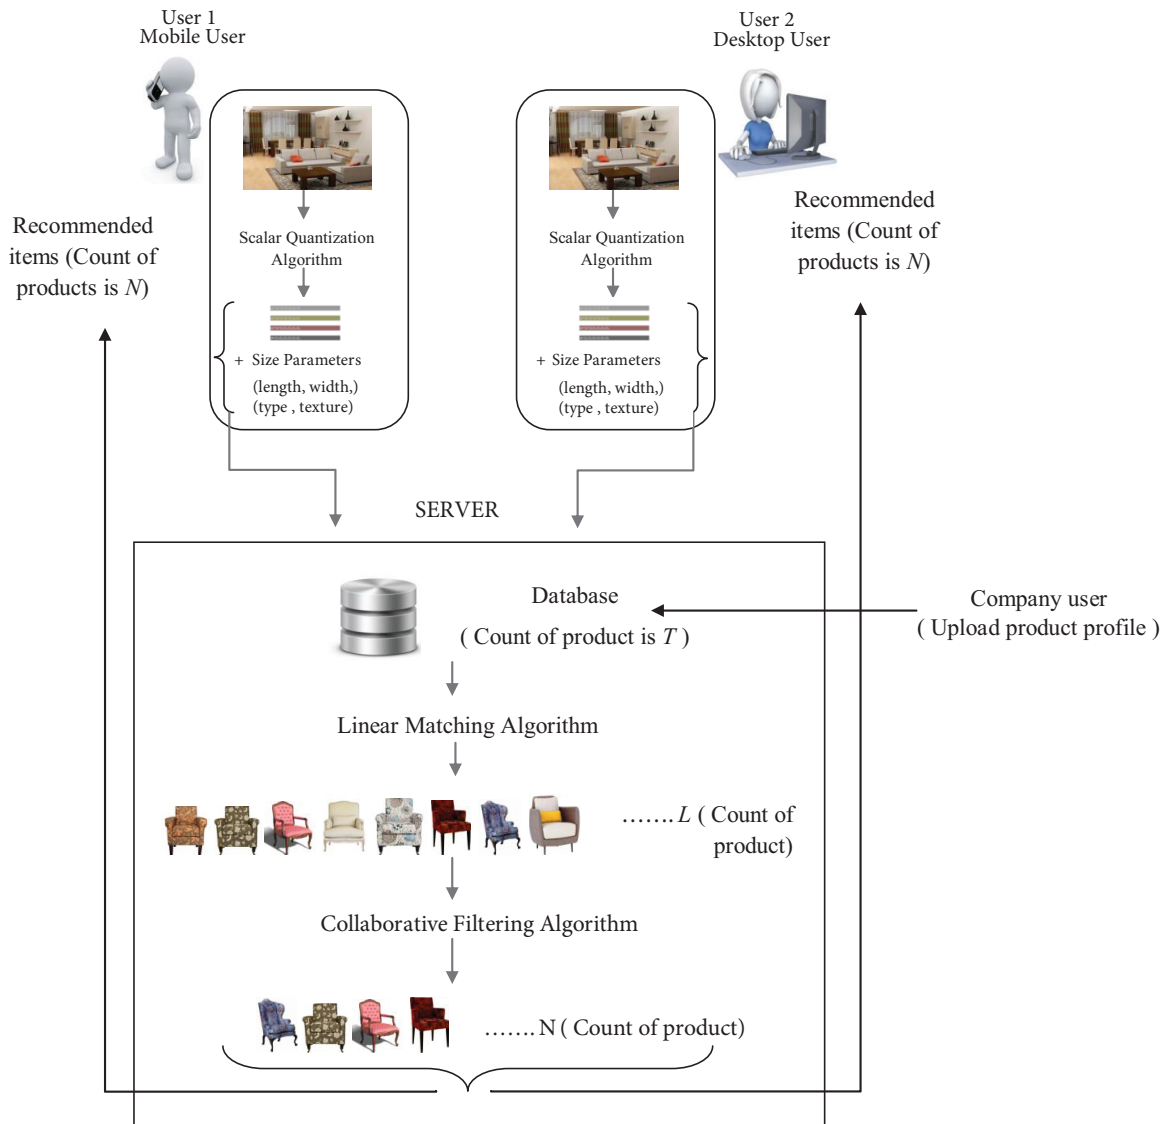 User 1
Mobile User
User 2
Desktop User
Recommended
items (Count of
products is N)
Scalar Quantization
Algorithm
+ Size Parameters
(length, width,)
(type , texture)
Scalar Quantization
Algorithm
+ Size Parameters
(length, width,)
(type , texture)
Recommended
items (Count of
products is N)
SERVER
Database
( Count of product is T )
Company user
( Upload product profile )
Linear Matching Algorithm
....... L ( Count of
product)
Collaborative Filtering Algorithm
....... N ( Count of product)